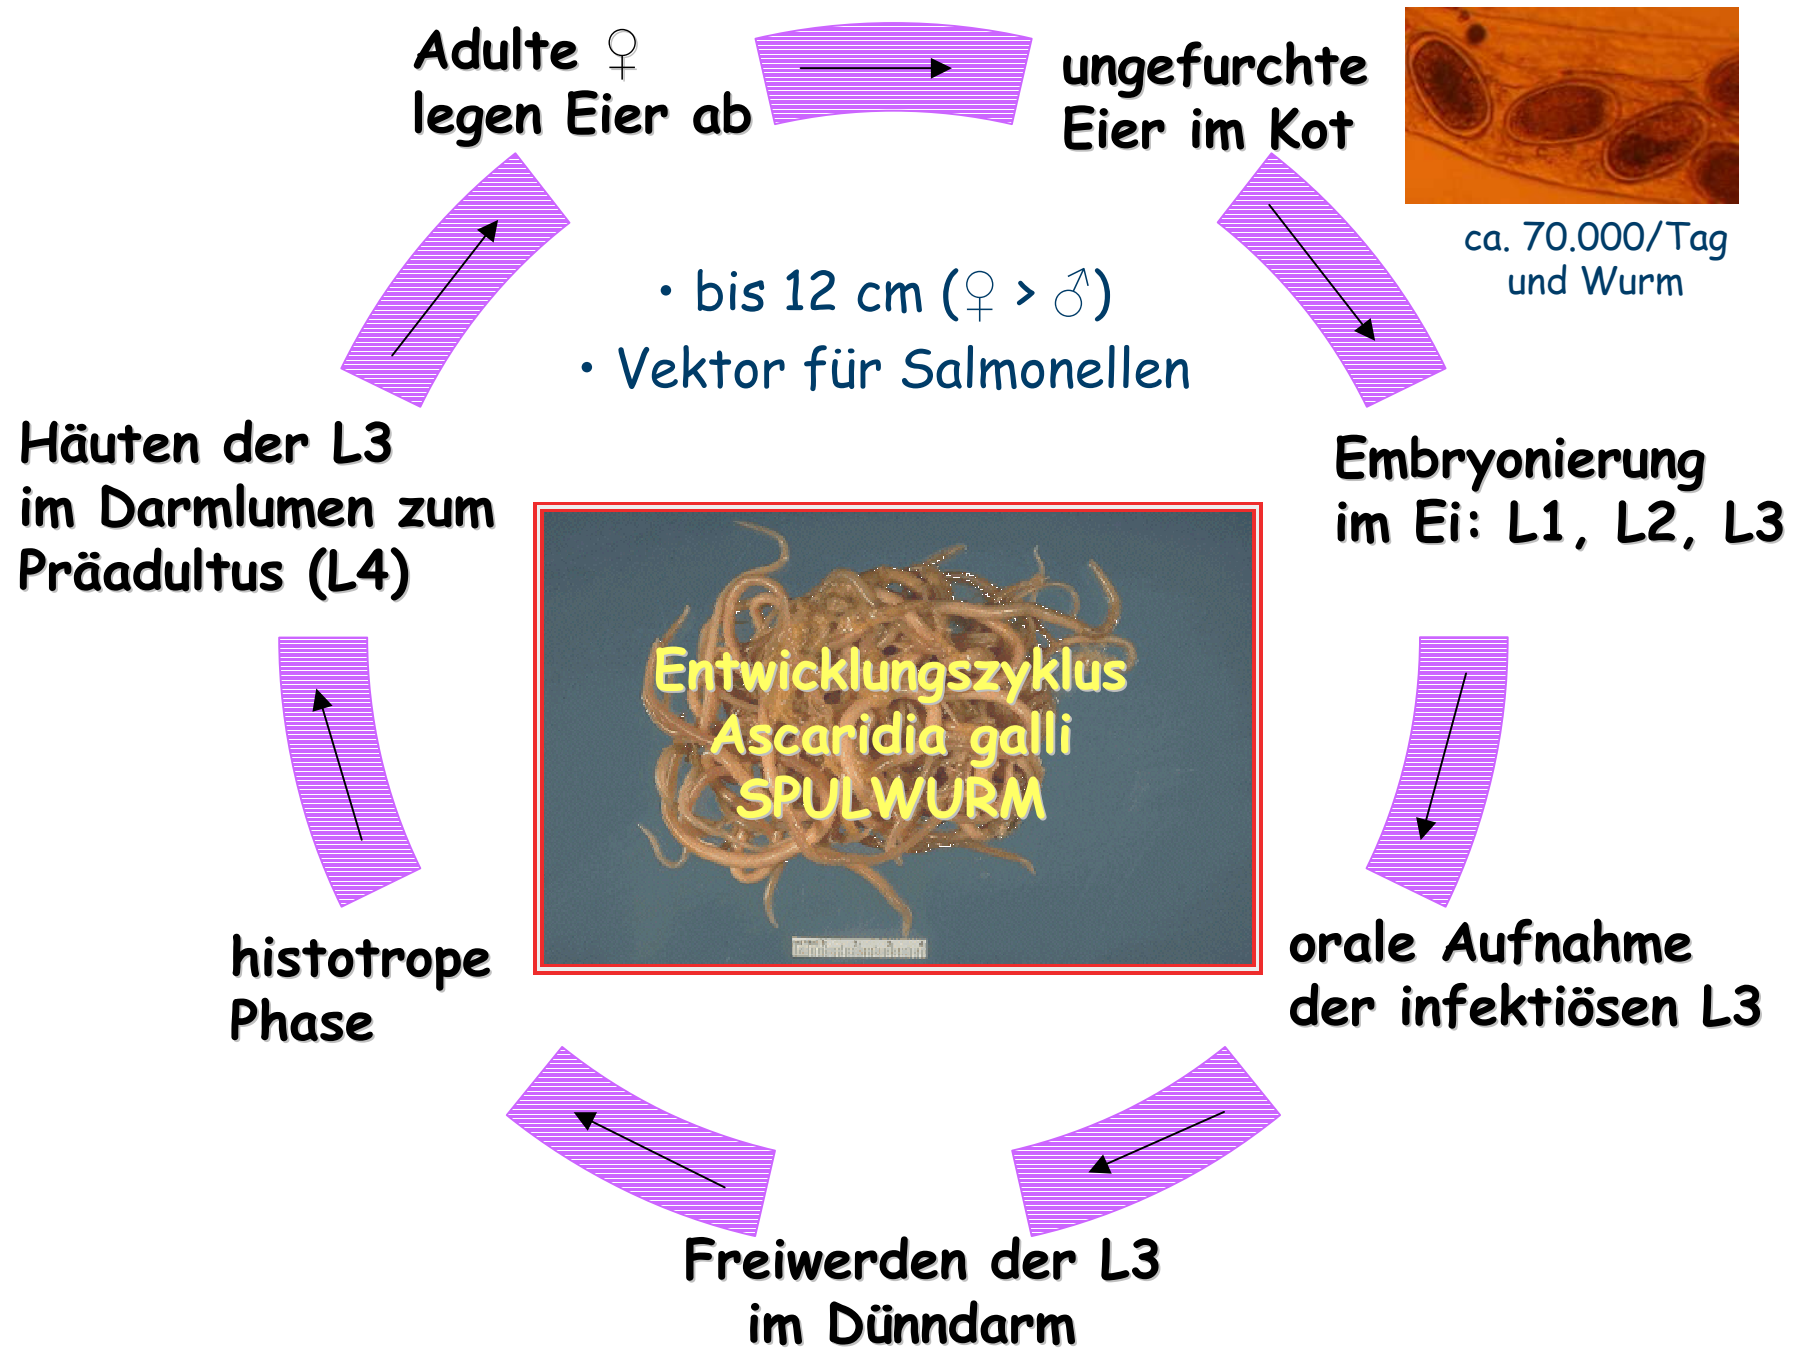 Adulte ♀
legen Eier ab
ungefurchte
Eier im Kot
ca. 70.000/Tag
und Wurm
• bis 12 cm (♀ > ♂)
• Vektor für Salmonellen
Häuten der L3
im Darmlumen zum
Präadultus (L4)
Embryonierung
im Ei: L1, L2, L3
Entwicklungszyklus
Ascaridia galli
SPULWURM
histotrope
Phase
orale Aufnahme
der infektiösen L3
Freiwerden der L3
im Dünndarm